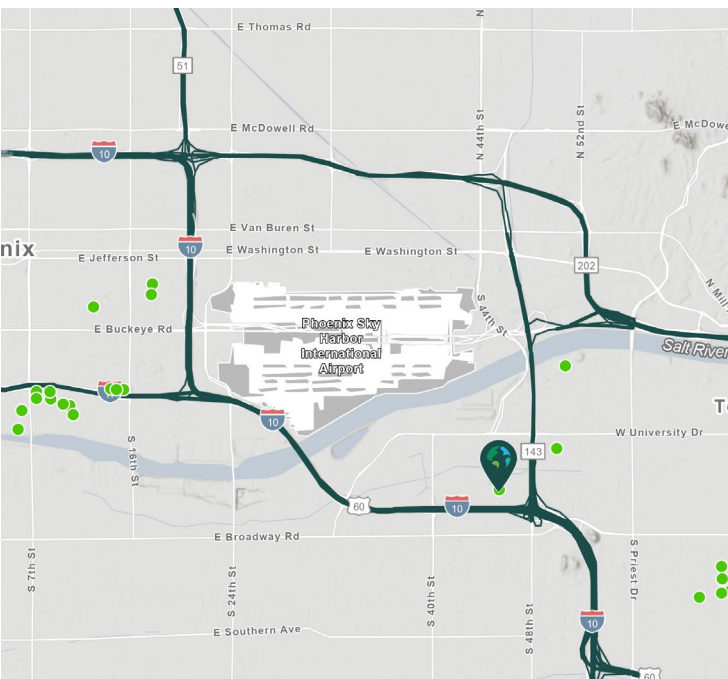 E Thomas Rd
N
51
N 44th St
N 52nd St
E McDowell Rd
E McDowe
10
E Van Buren St
nix
10
E Washington St
E Washington St
E Jefferson St
202
N Mill
S 44th St
E Buckeye Rd
Phoenix Sky
Harbor
International
Airport
Salt River
10
T
10
W University Dr
S 16th St
143
60
10
E Broadway Rd
S 7th St
S 24th St
S 40th St
S 48th St
S Priest Dr
10
E Southern Ave
60